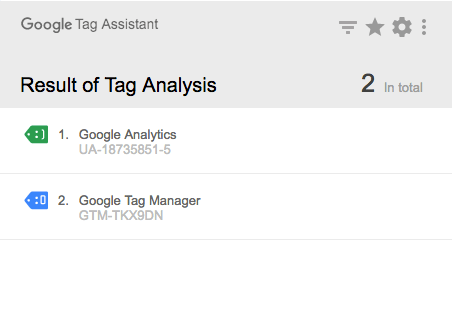 Google Tag Assistant
Result of Tag Analysis
2 In total
:) 1. Google Analytics
UA-18735851-5
:O 2. Google Tag Manager
GTM-TKX9DN